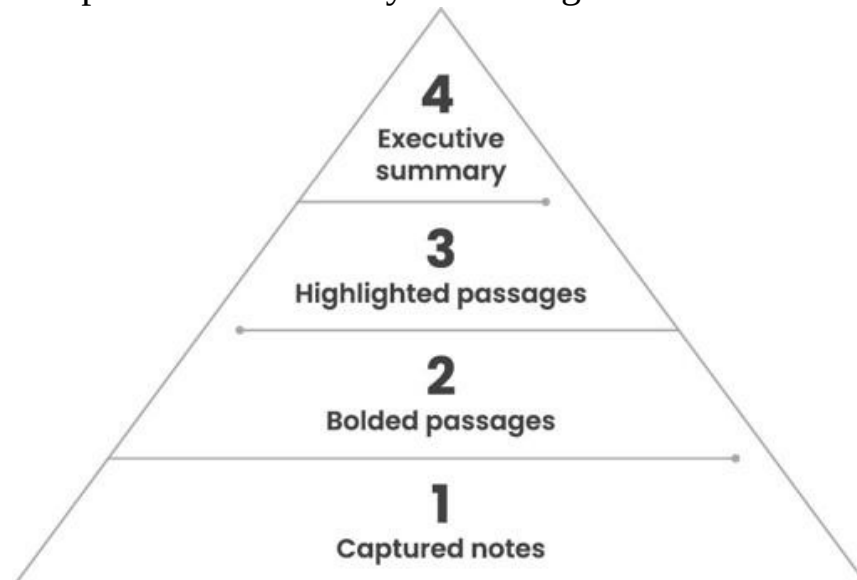 4
Executive
summary
3
Highlighted passages
2
Bolded passages
1
Captured notes